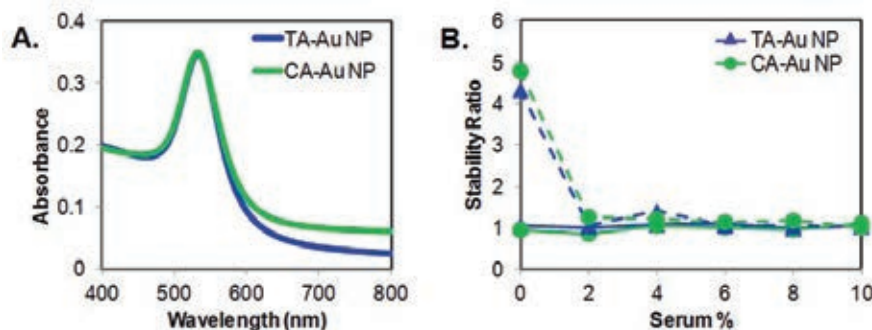 A.
TA-Au NP
CA-Au NP
0.4
0.3
0.2
0.1
0
Absorbance
400 500 600 700 800
Wavelength (nm)
B.
TA-Au NP
CA-Au NP
6
5
4
3
2
1
0
Stability Ratio
0 2 4 6 8 10
Serum %